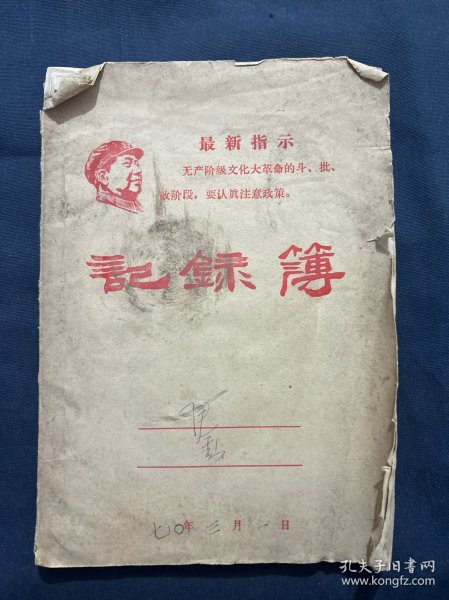 最新指示
无产阶级文化大革命的斗、批、
改阶段，要认真注意政策。
記録簿
七〇年三月一日
孔夫子旧书网
www.kongfz.com